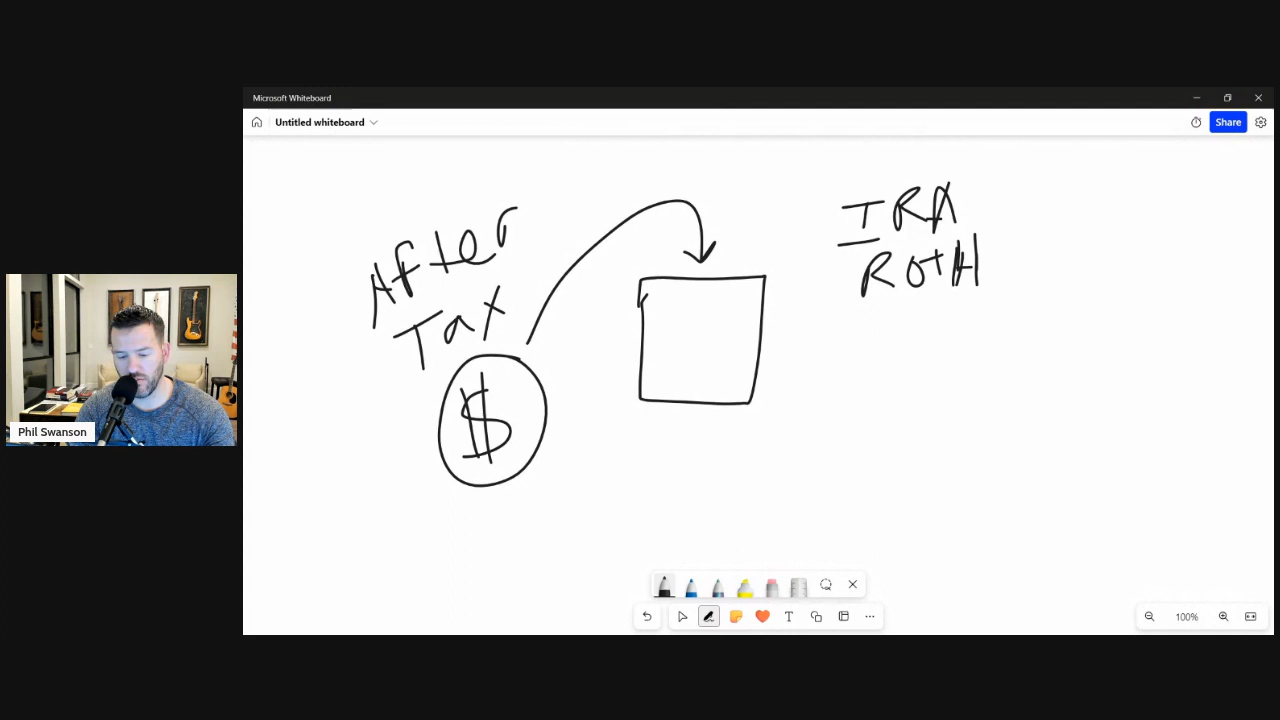 Microsoft Whiteboard
Untitled whiteboard
Share
After
Tax
$
IRA
ROtH
Phil Swanson
T
100%